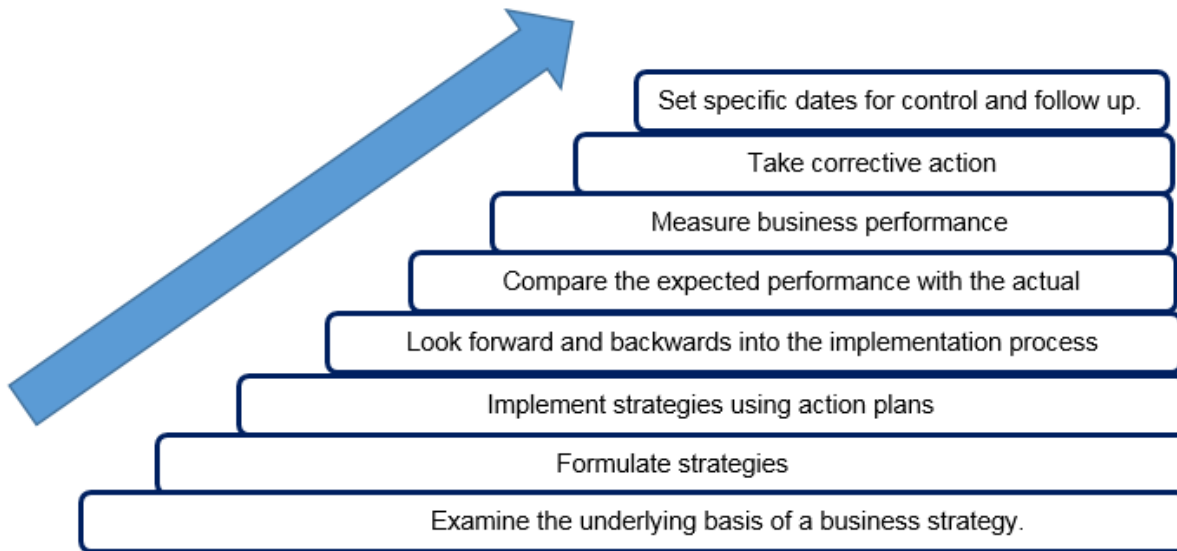 Set specific dates for control and follow up.
Take corrective action
Measure business performance
Compare the expected performance with the actual
Look forward and backwards into the implementation process
Implement strategies using action plans
Formulate strategies
Examine the underlying basis of a business strategy.